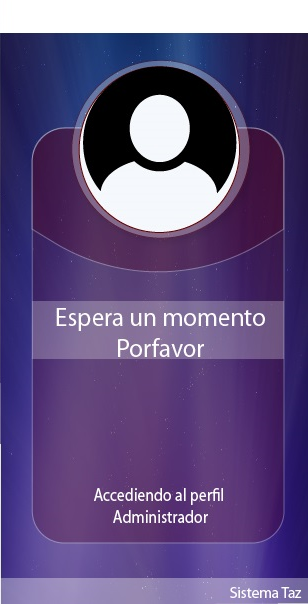 Espera un momento
Porfavor
Accediendo al perfil
Administrador
Sistema Taz